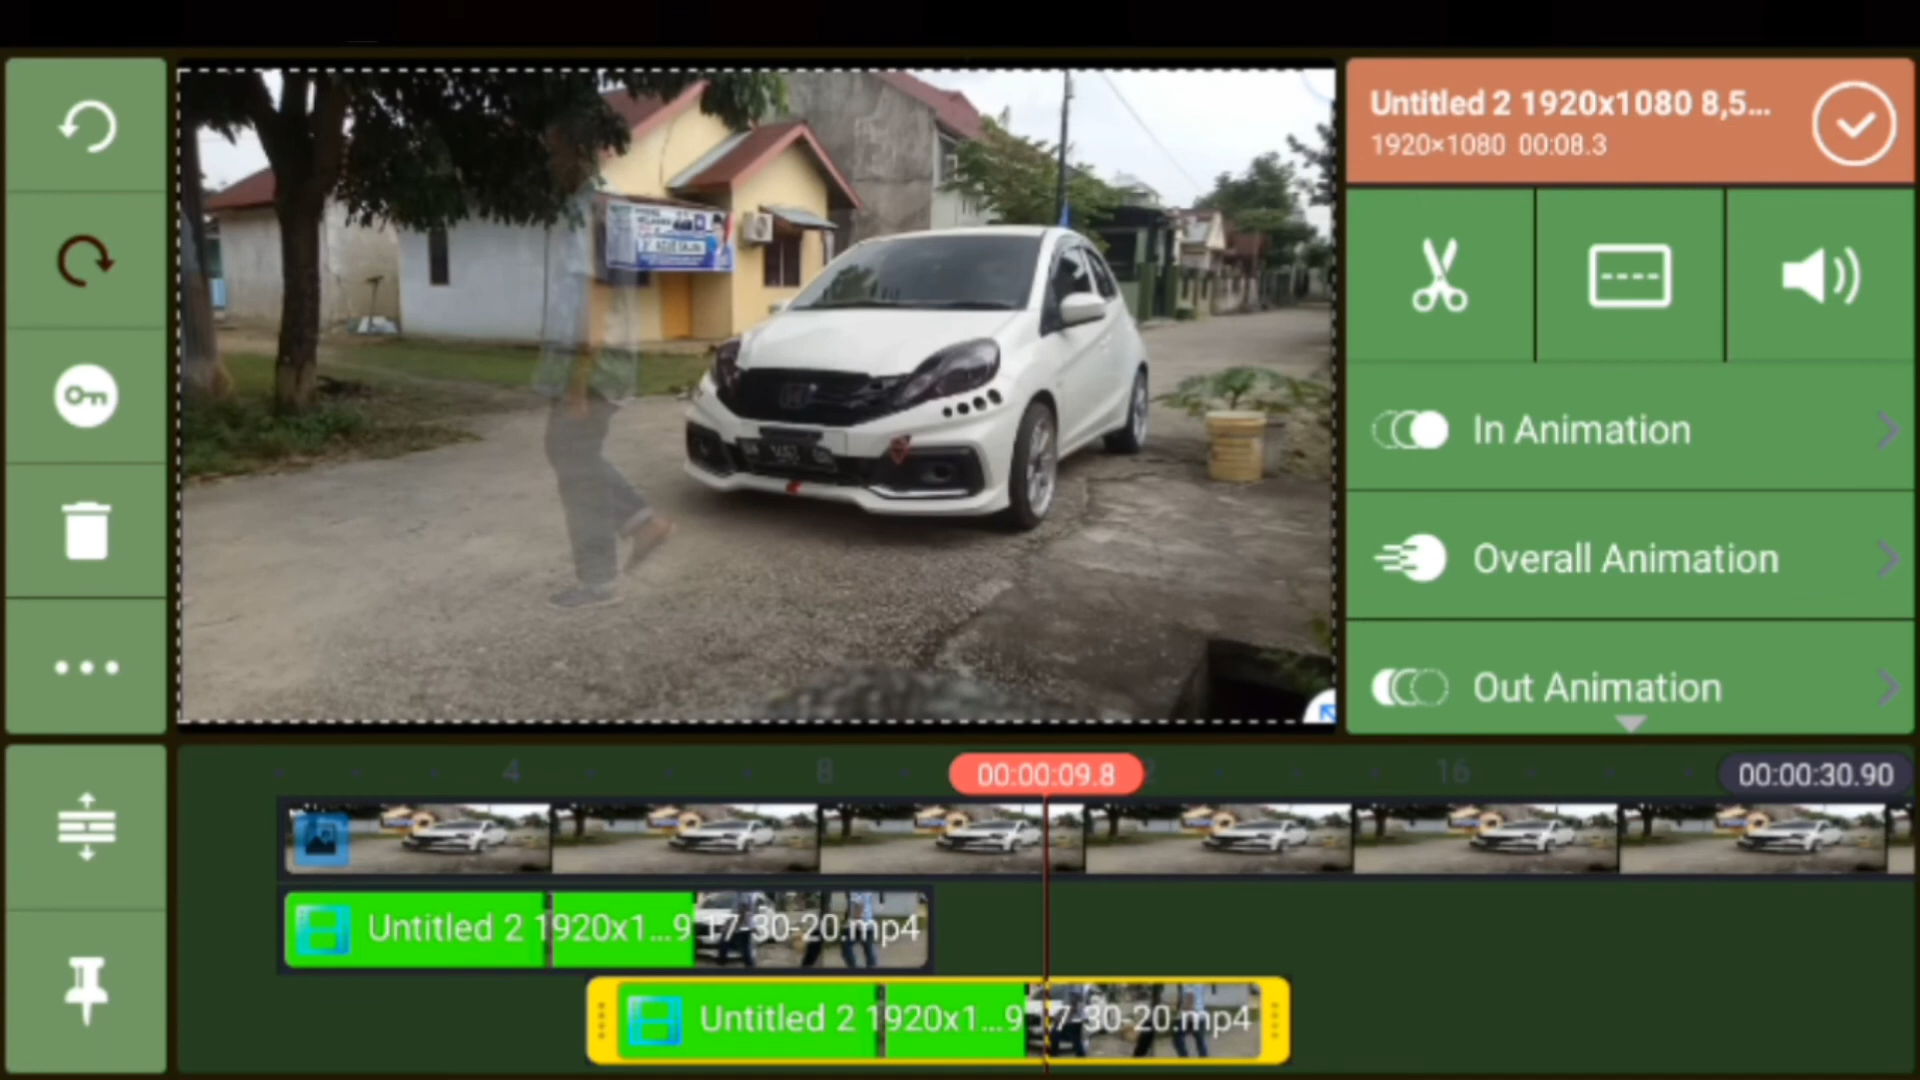 Untitled 2 1920x1080 8,5...
1920×1080 00:08.3
In Animation
Overall Animation
Out Animation
4
8
00:00:09.8
2
16
00:00:30.90
Untitled 2 1920x1...9 17-30-20.mp4
Untitled 2 1920x1...9 17-30-20.mp4